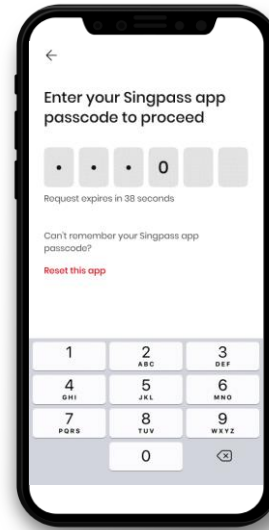 Enter your Singpass app
passcode to proceed
• • • 0
Request expires in 38 seconds
Can't remember your Singpass app
passcode?
Reset this app
1 2 3
ABC DEF
4 5 6
GHI JKL MNO
7 8 9
PQRS TUV WXYZ
0